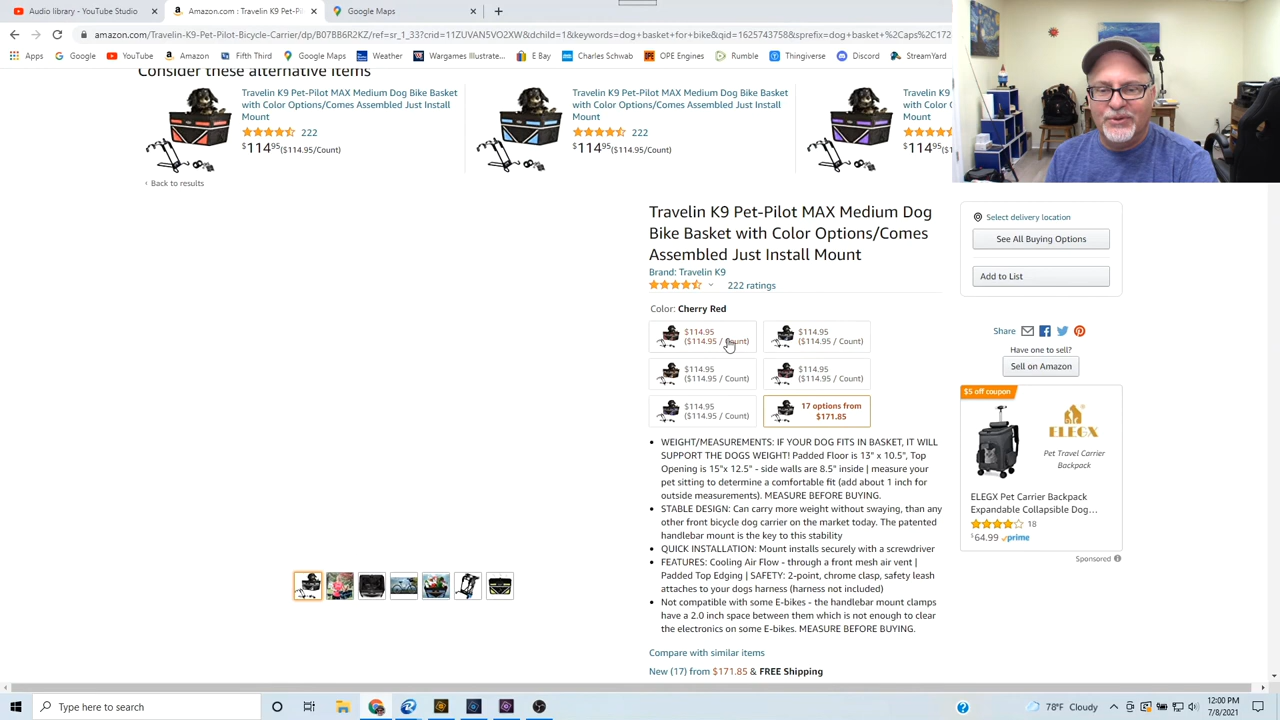 Audio library - YouTube Studio
Amazon.com : Travelin K9 Pet-Pil
Google Maps
amazon.com/Travelin-K9-Pet-Pilot-Bicycle-Carrier/dp/B07BB6R2KZ/ref=sr_1_
Apps
Google
YouTube
Amazon
Fifth Third
Google Maps
Weather
Wargames Illustrate...
E Bay
Charles Schwab
OPE Engines
Rumble
Thingiverse
Discord
StreamYard
Consider these alternative items
Travelin K9 Pet-Pilot MAX Medium Dog Bike Basket
with Color Options/Comes Assembled Just Install
Mount
222
$114.95($114.95/Count)
Travelin K9 Pet-Pilot MAX Medium Dog Bike Basket
with Color Options/Comes Assembled Just Install
Mount
222
$114.95($114.95/Count)
Travelin K9
with Color
Mount
222
$114.95($114
‹ Back to results
Travelin K9 Pet-Pilot MAX Medium Dog
Bike Basket with Color Options/Comes
Assembled Just Install Mount
Brand: Travelin K9
222 ratings
Color: Cherry Red
$114.95
($114.95 / Count)
$114.95
($114.95 / Count)
$114.95
($114.95 / Count)
$114.95
($114.95 / Count)
$114.95
($114.95 / Count)
17 options from
$171.85
• WEIGHT/MEASUREMENTS: IF YOUR DOG FITS IN BASKET, IT WILL
SUPPORT THE DOGS WEIGHT! Padded Floor is 13" x 10.5", Top
Opening is 15"x 12.5" - side walls are 8.5" inside | measure your
pet sitting to determine a comfortable fit (add about 1 inch for
outside measurements). MEASURE BEFORE BUYING.
• STABLE DESIGN: Can carry more weight without swaying, than any
other front bicycle dog carrier on the market today. The patented
handlebar mount is the key to this stability
• QUICK INSTALLATION: Mount installs securely with a screwdriver
• FEATURES: Cooling Air Flow - through a front mesh air vent |
Padded Top Edging | SAFETY: 2-point, chrome clasp, safety leash
attaches to your dogs harness (harness not included)
• Not compatible with some E-bikes - the handlebar mount clamps
have a 2.0 inch space between them which is not enough to clear
the electronics on some E-bikes. MEASURE BEFORE BUYING.
Compare with similar items
New (17) from $171.85 & FREE Shipping
Select delivery location
See All Buying Options
Add to List
Share
Have one to sell?
Sell on Amazon
$5 off coupon
ELEGX
Pet Travel Carrier
Backpack
ELEGX Pet Carrier Backpack
Expandable Collapsible Dog...
18
$64.99 prime
Sponsored
Type here to search
78°F Cloudy
12:00 PM
7/8/2021